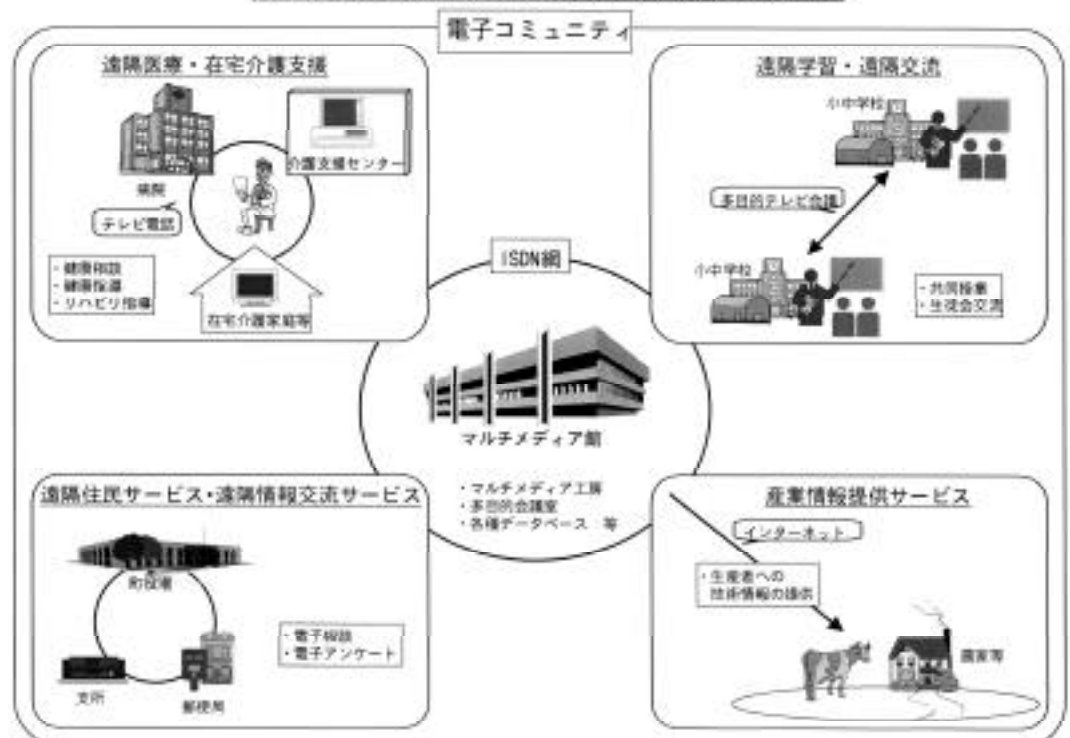 電子コミュニティ
遠隔医療・在宅介護支援
介護支援センター
病院
テレビ電話
・健康相談
・健康指導
・リハビリ指導
在宅介護家庭等
遠隔学習・遠隔交流
小中学校
多目的テレビ会議
小中学校
・共同授業
・生徒会交流
ISDN網
マルチメディア館
・マルチメディア工房
・多目的会議室
・各種データベース 等
遠隔住民サービス・遠隔情報交流サービス
町役場
・電子相談
・電子アンケート
支所
郵便局
産業情報提供サービス
インターネット
・生産者への
技術情報の提供
農家等